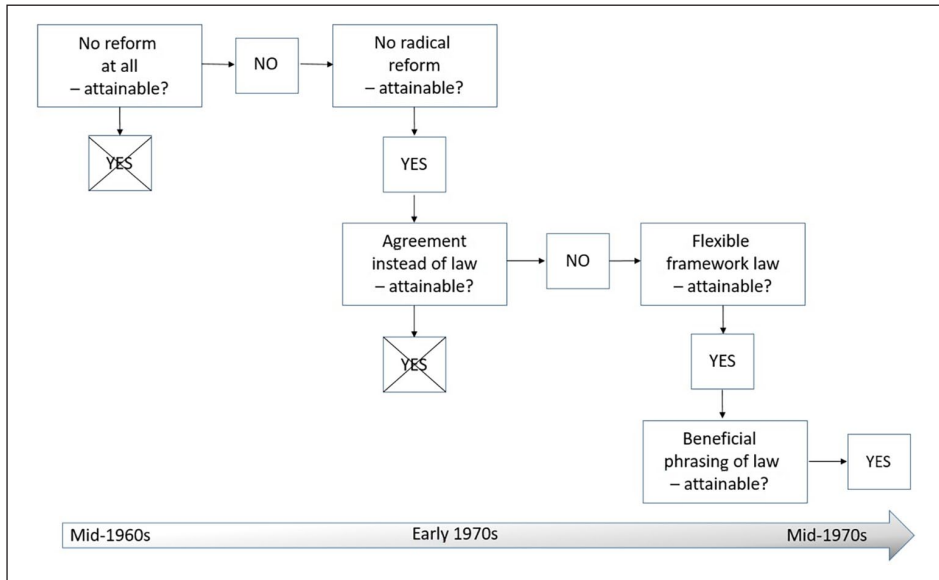 No reform
at all
– attainable?
NO
No radical
reform
– attainable?
YES
YES
Agreement
instead of law
– attainable?
NO
Flexible
framework law
– attainable?
YES
YES
Beneficial
phrasing of law
– attainable?
YES
Mid-1960s
Early 1970s
Mid-1970s